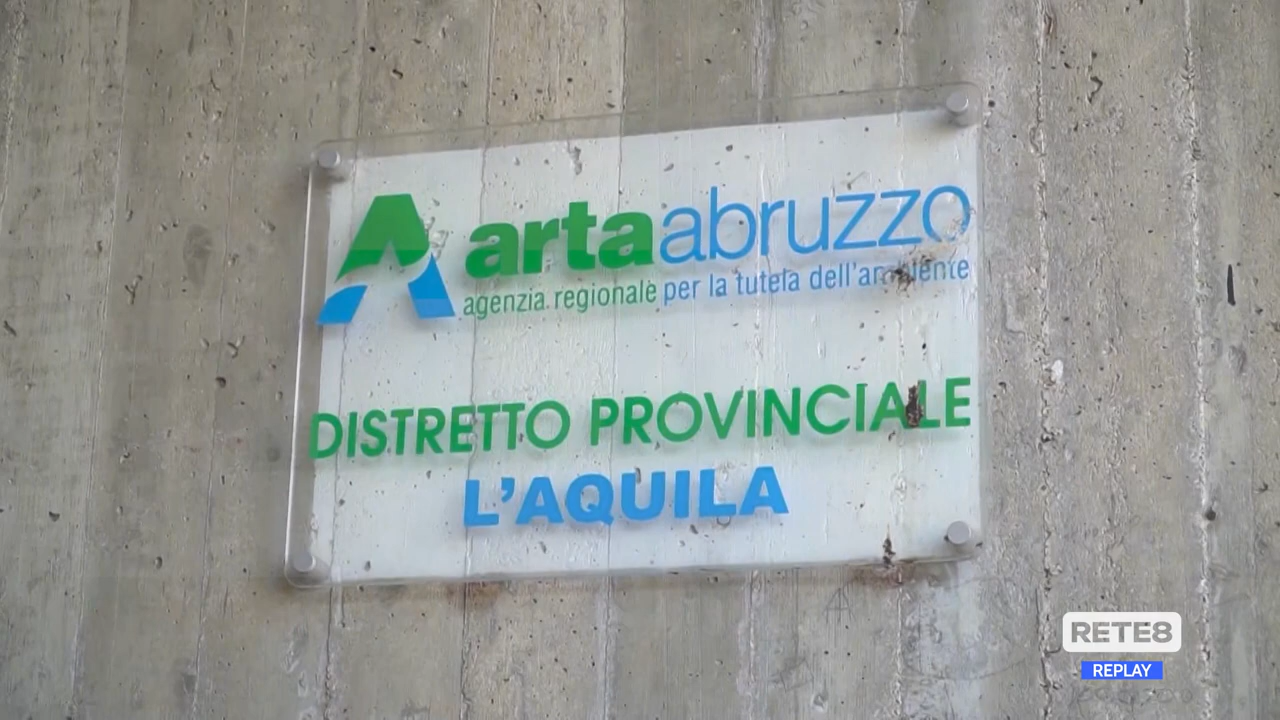 artaabruzzo
agenzia regionale per la tutela dell'ambiente
DISTRETTO PROVINCIALE
L'AQUILA
RETE8
REPLAY